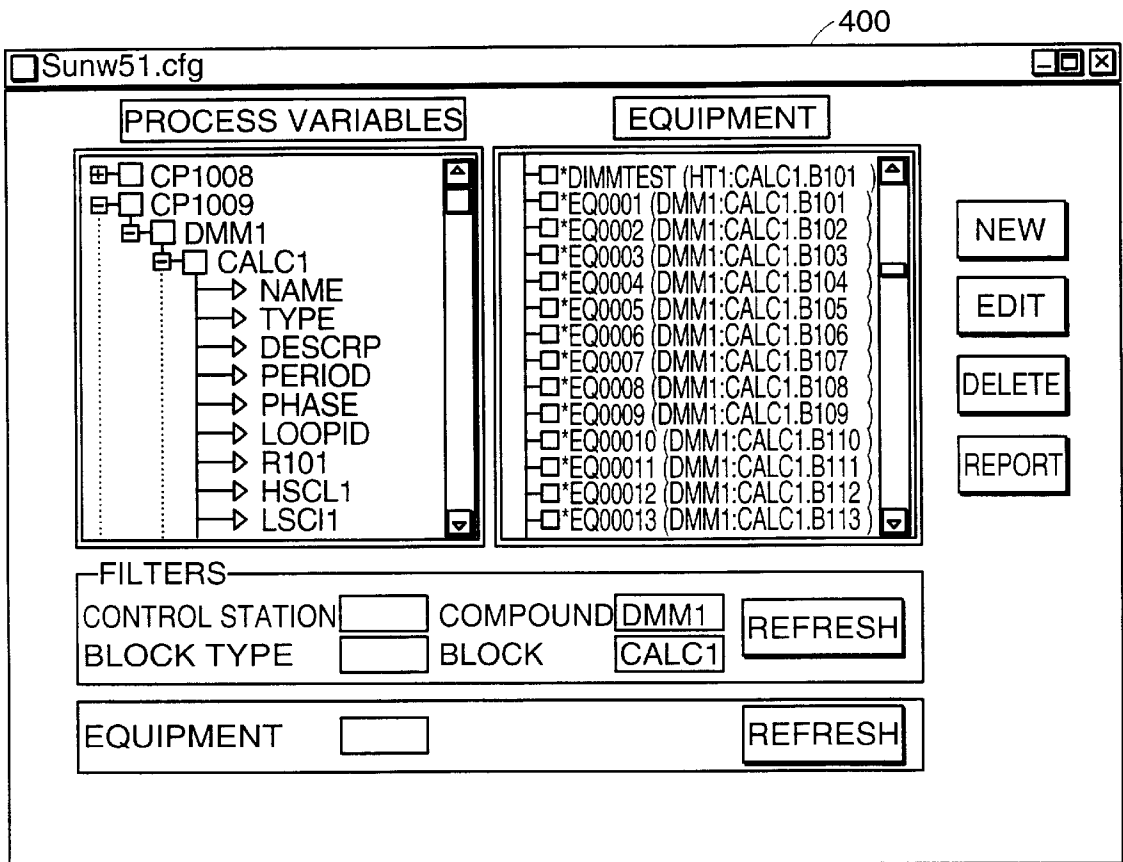 400
Sunw51.cfg
PROCESS VARIABLES
CP1008
CP1009
DMM1
CALC1
NAME
TYPE
DESCRP
PERIOD
PHASE
LOOPID
R101
HSCL1
LSCI1
EQUIPMENT
*DIMMTEST (HT1:CALC1.B101 )
*EQ0001 (DMM1:CALC1.B101 )
*EQ0002 (DMM1:CALC1.B102 )
*EQ0003 (DMM1:CALC1.B103 )
*EQ0004 (DMM1:CALC1.B104 )
*EQ0005 (DMM1:CALC1.B105 )
*EQ0006 (DMM1:CALC1.B106 )
*EQ0007 (DMM1:CALC1.B107 )
*EQ0008 (DMM1:CALC1.B108 )
*EQ0009 (DMM1:CALC1.B109 )
*EQ00010 (DMM1:CALC1.B110 )
*EQ00011 (DMM1:CALC1.B111 )
*EQ00012 (DMM1:CALC1.B112 )
*EQ00013 (DMM1:CALC1.B113 )
NEW
EDIT
DELETE
REPORT
FILTERS
CONTROL STATION COMPOUND DMM1
BLOCK TYPE BLOCK CALC1
REFRESH
EQUIPMENT REFRESH